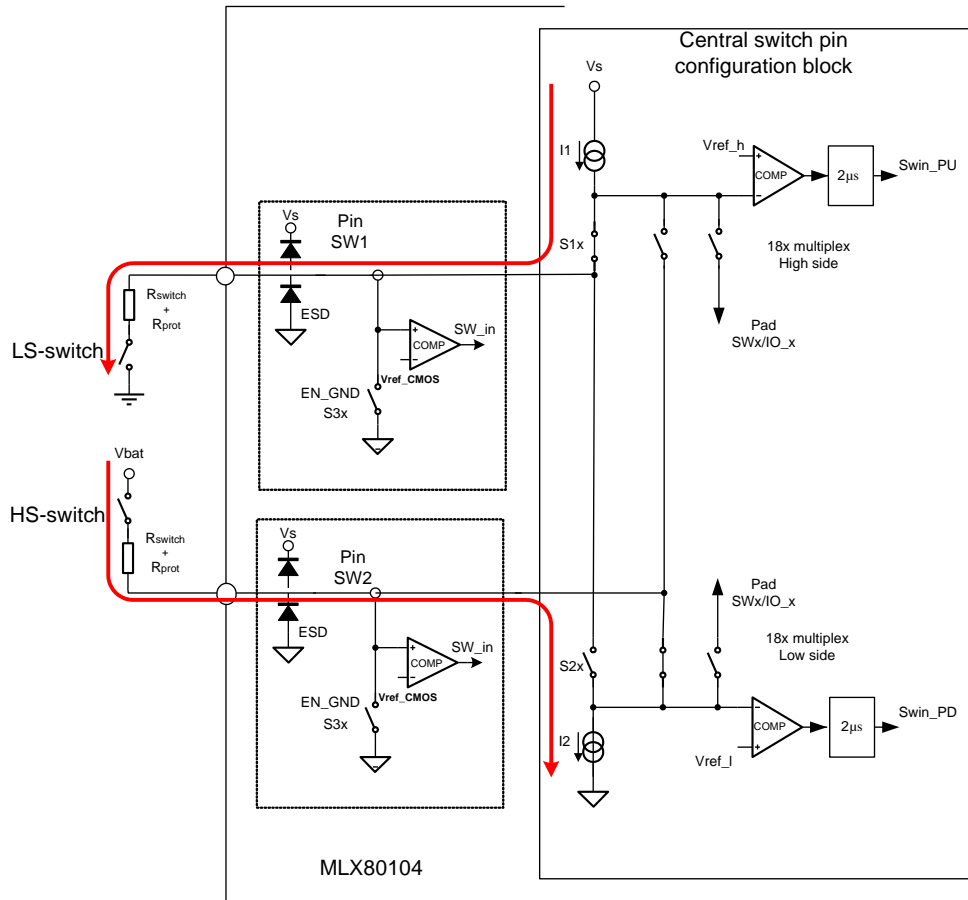 Central switch pin
configuration block
Vs
I1
Vref_h
+
COMP
-
2µs
Swin_PU
S1x
18x multiplex
High side
Pad
SWx/IO_x
Vs
Pin
SW1
ESD
+
COMP
-
SW_in
Vref_CMOS
EN_GND
S3x
Rswitch
+
Rprot
LS-switch
Vbat
HS-switch
Rswitch
+
Rprot
Vs
Pin
SW2
ESD
+
COMP
-
SW_in
Vref_CMOS
EN_GND
S3x
Pad
SWx/IO_x
18x multiplex
Low side
S2x
I2
-
COMP
+
Vref_l
2µs
Swin_PD
MLX80104